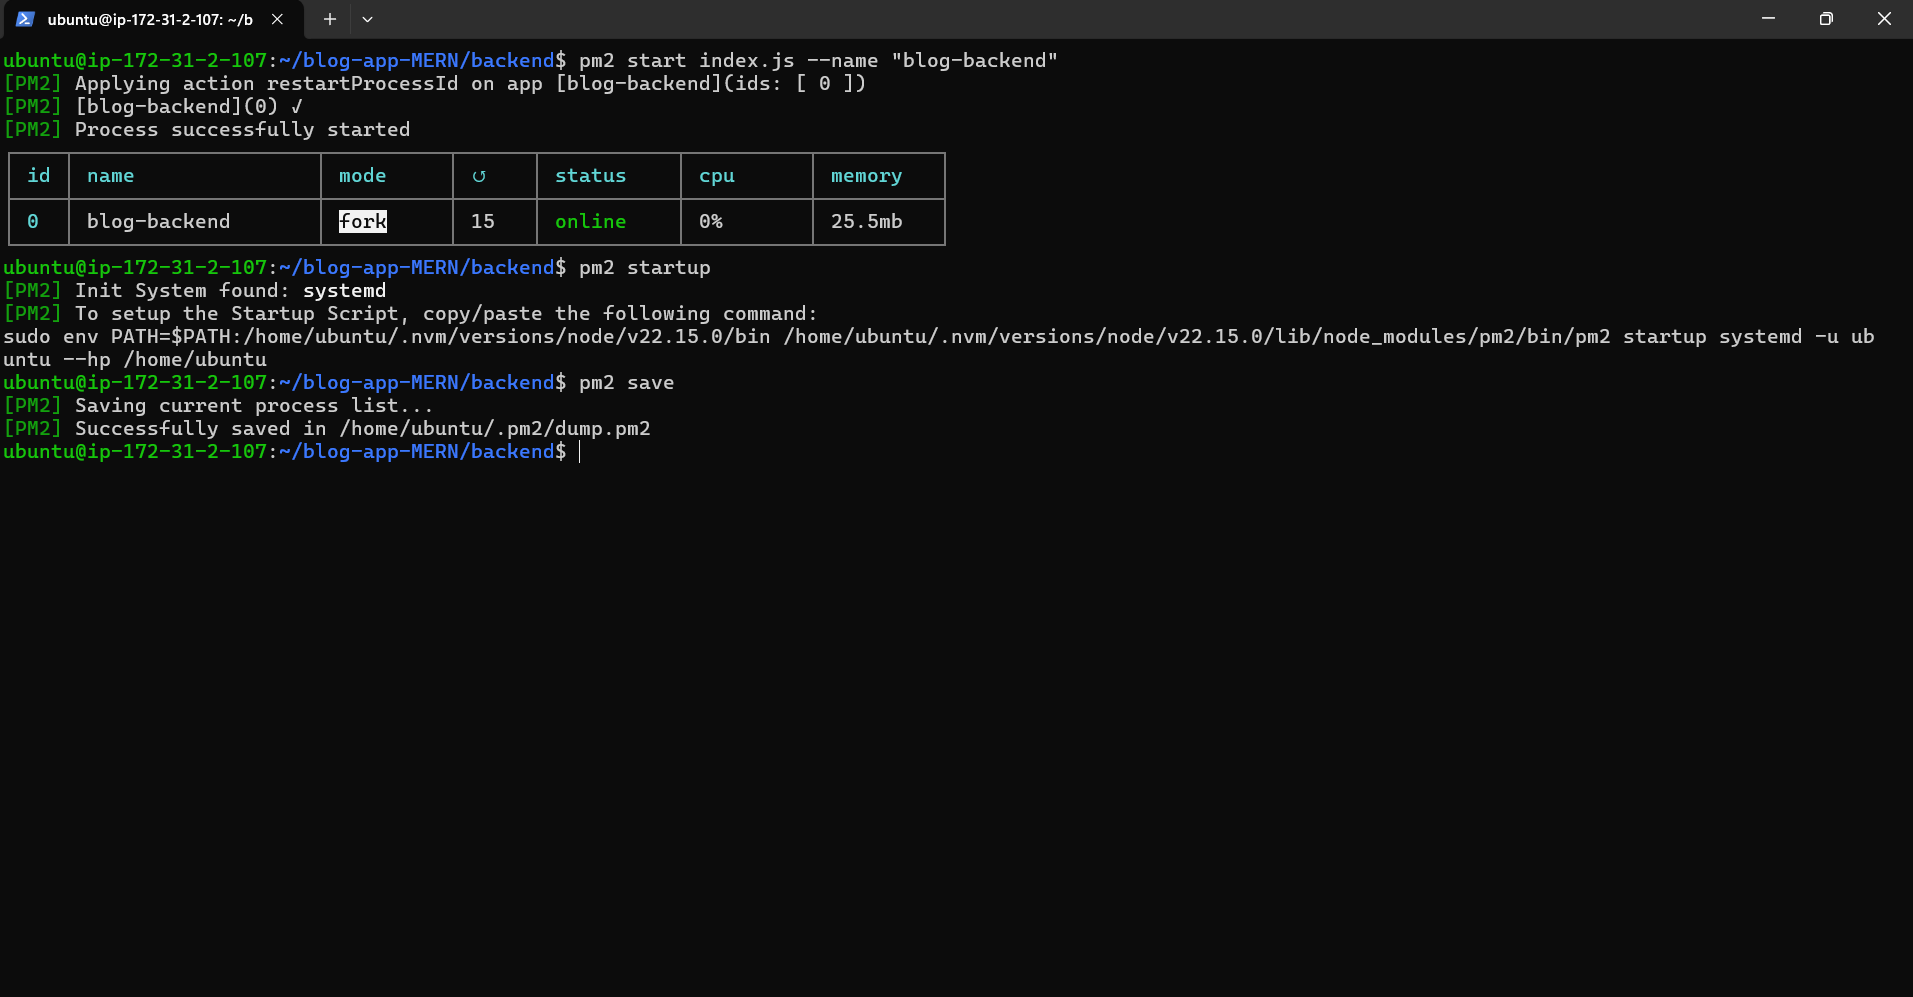 ubuntu@ip-172-31-2-107: ~/b
ubuntu@ip-172-31-2-107:~/blog-app-MERN/backend$ pm2 start index.js --name "blog-backend"
[PM2] Applying action restartProcessId on app [blog-backend](ids: [ 0 ])
[PM2] [blog-backend](0) ✓
[PM2] Process successfully started
id name mode ↺ status cpu memory
0 blog-backend fork 15 online 0% 25.5mb
ubuntu@ip-172-31-2-107:~/blog-app-MERN/backend$ pm2 startup
[PM2] Init System found: systemd
[PM2] To setup the Startup Script, copy/paste the following command:
sudo env PATH=$PATH:/home/ubuntu/.nvm/versions/node/v22.15.0/bin /home/ubuntu/.nvm/versions/node/v22.15.0/lib/node_modules/pm2/bin/pm2 startup systemd -u ub
untu --hp /home/ubuntu
ubuntu@ip-172-31-2-107:~/blog-app-MERN/backend$ pm2 save
[PM2] Saving current process list...
[PM2] Successfully saved in /home/ubuntu/.pm2/dump.pm2
ubuntu@ip-172-31-2-107:~/blog-app-MERN/backend$